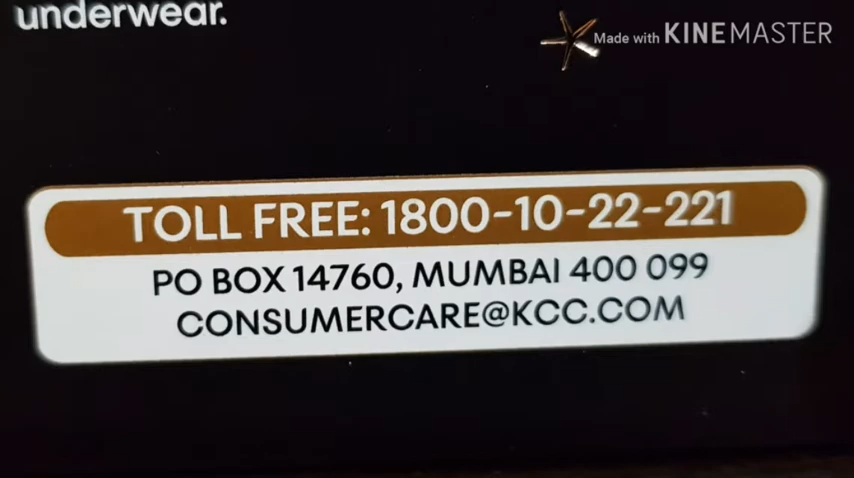 underwear.
Made with KINEMASTER
TOLL FREE: 1800-10-22-221
PO BOX 14760, MUMBAI 400 099
CONSUMERCARE@KCC.COM